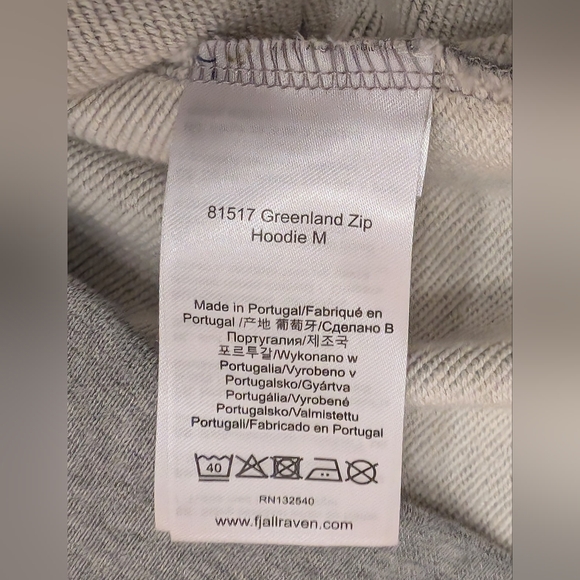 81517 Greenland Zip
Hoodie M
Made in Portugal/Fabriqué en
Portugal /产地 葡萄牙/Сделано В
Португалия/제조국
포르투갈/Wykonano w
Portugalia/Vyrobeno v
Portugalsko/Gyártva
Portugália/Vyrobené
Portugalsko/Valmistettu
Portugali/Fabricado en Portugal
40
RN132540
www.fjallraven.com